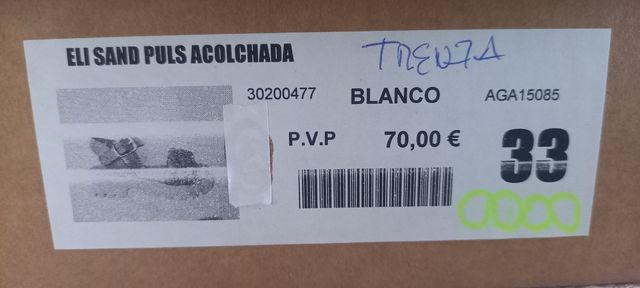 ELI SAND PULS ACOLCHADA TRENZA
30200477 BLANCO AGA15085
P.V.P 70,00 € 33